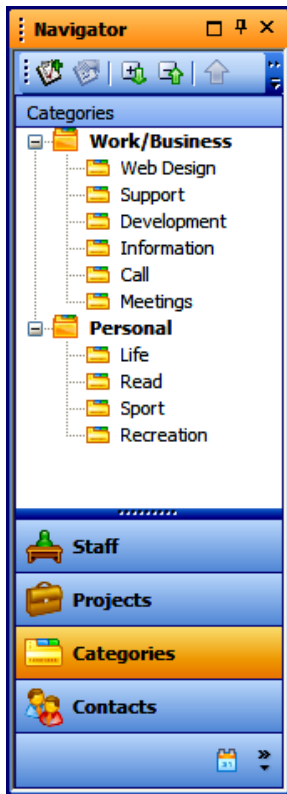 Navigator
Categories
Work/Business
Web Design
Support
Development
Information
Call
Meetings
Personal
Life
Read
Sport
Recreation
Staff
Projects
Categories
Contacts
31